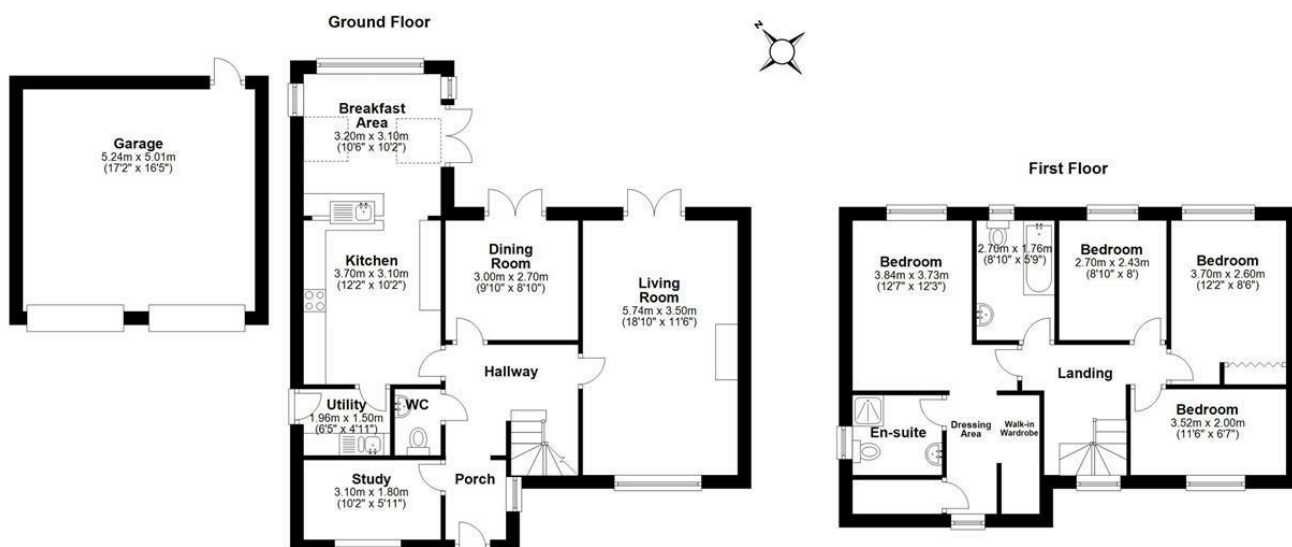 Ground Floor
N
Garage
5.24m x 5.01m
(17'2" x 16'5")
Breakfast
Area
3.20m x 3.10m
(10'6" x 10'2")
Kitchen
3.70m x 3.10m
(12'2" x 10'2")
Dining
Room
3.00m x 2.70m
(9'10" x 8'10")
Living
Room
5.74m x 3.50m
(18'10" x 11'6")
Hallway
Utility
1.96m x 1.50m
(6'5" x 4'11")
WC
Study
3.10m x 1.80m
(10'2" x 5'11")
Porch
First Floor
Bedroom
3.84m x 3.73m
(12'7" x 12'3")
2.70m x 1.76m
(8'10" x 5'9")
Bedroom
2.70m x 2.43m
(8'10" x 8')
Bedroom
3.70m x 2.60m
(12'2" x 8'6")
Landing
En-suite
Dressing
Area
Walk-in
Wardrobe
Bedroom
3.52m x 2.00m
(11'6" x 6'7")